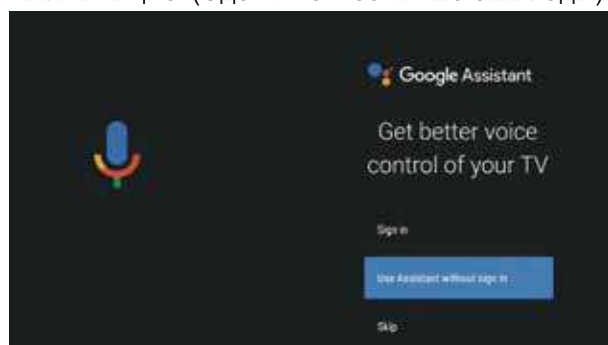 Google Assistant
Get better voice
control of your TV
Sign in
Use Assistant without sign in
Skip